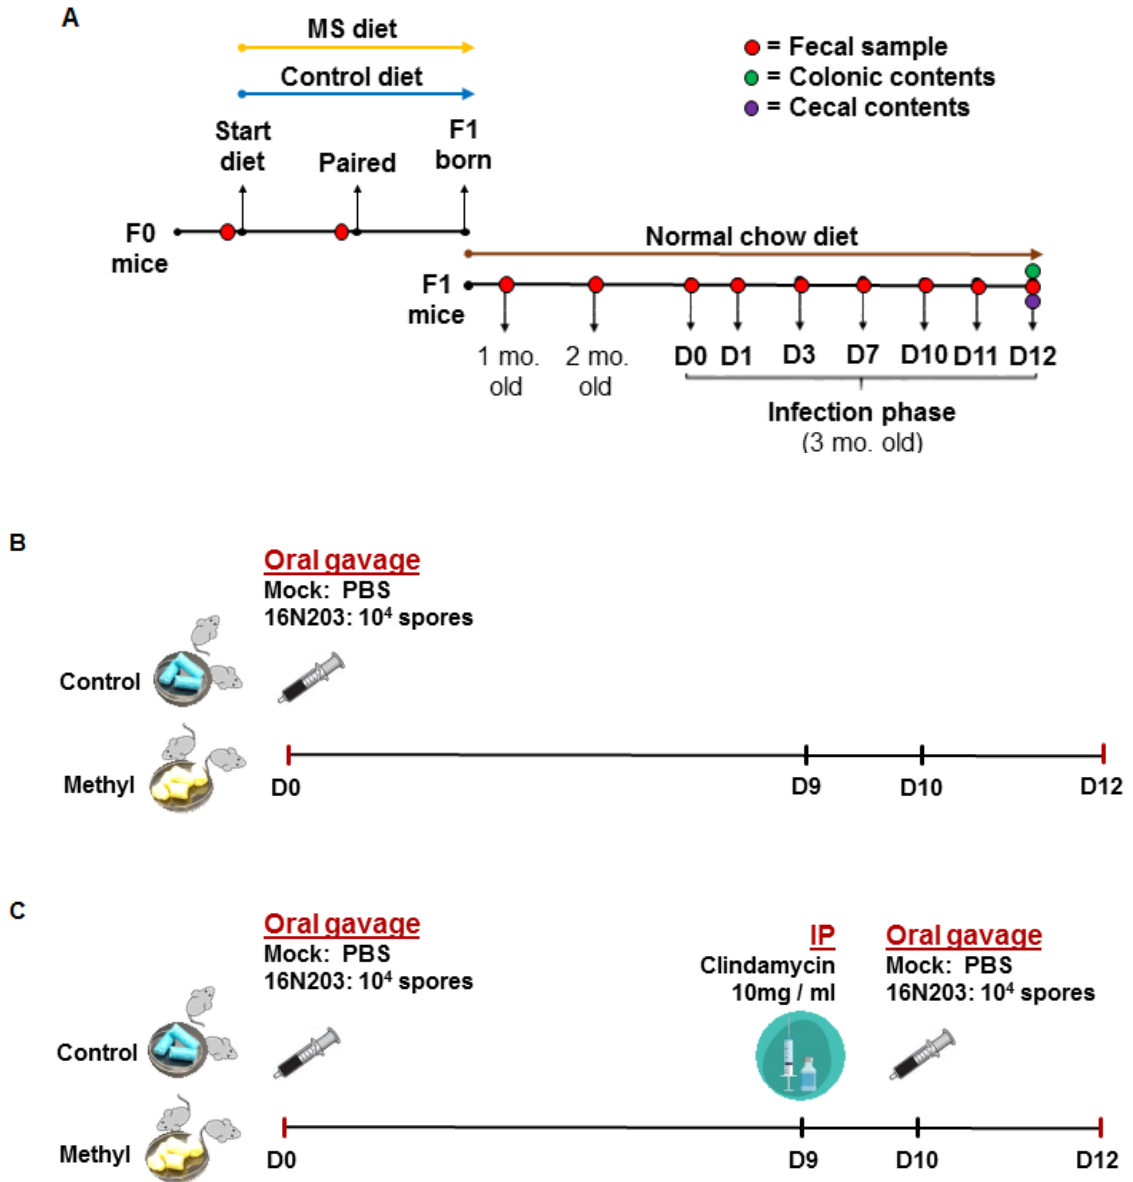 A
MS diet
Control diet
= Fecal sample
= Colonic contents
= Cecal contents
Start
diet
Paired
F1
born
F0
mice
Normal chow diet
F1
mice
1 mo.
old
2 mo.
old
D0 D1 D3 D7 D10 D11 D12
Infection phase
(3 mo. old)
B
Oral gavage
Mock: PBS
16N203: 10⁴ spores
Control
Methyl
D0 D9 D10 D12
C
Oral gavage
Mock: PBS
16N203: 10⁴ spores
IP
Clindamycin
10mg / ml
Oral gavage
Mock: PBS
16N203: 10⁴ spores
Control
Methyl
D0 D9 D10 D12